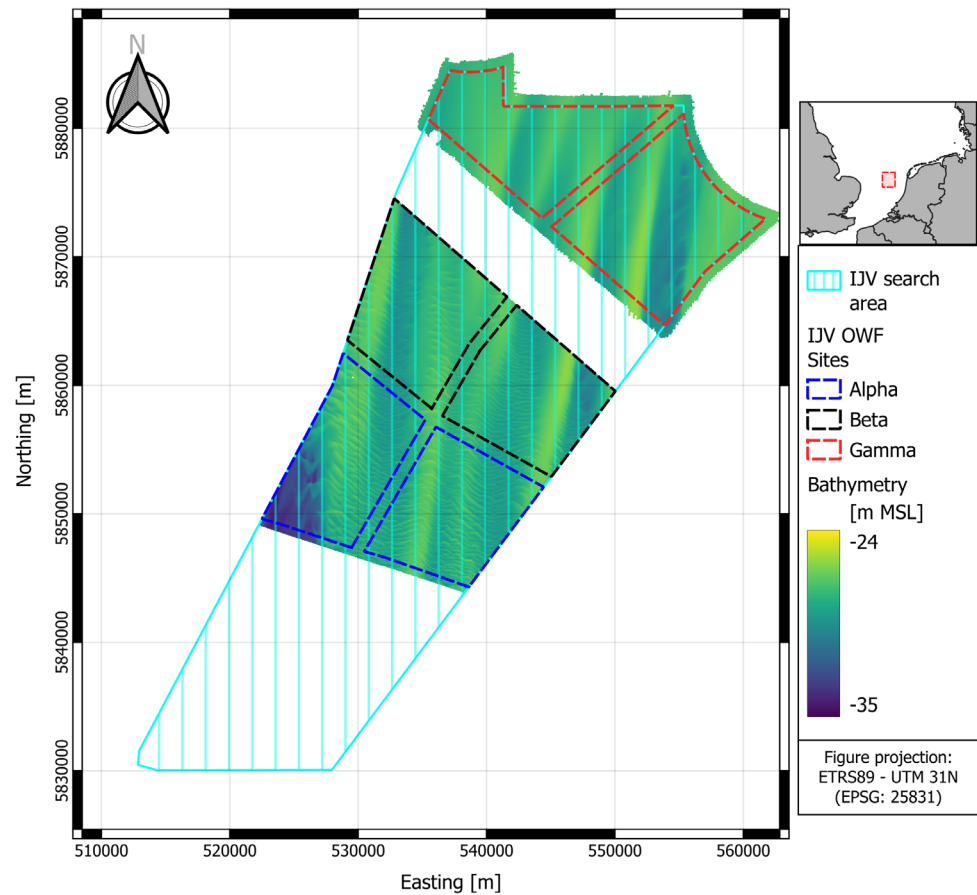 N
5880000
5870000
5860000
5850000
5840000
5830000
Northing [m]
510000
520000
530000
540000
550000
560000
Easting [m]
IJV search
area
IJV OWF
Sites
Alpha
Beta
Gamma
Bathymetry
[m MSL]
-24
-35
Figure projection:
ETRS89 - UTM 31N
(EPSG: 25831)